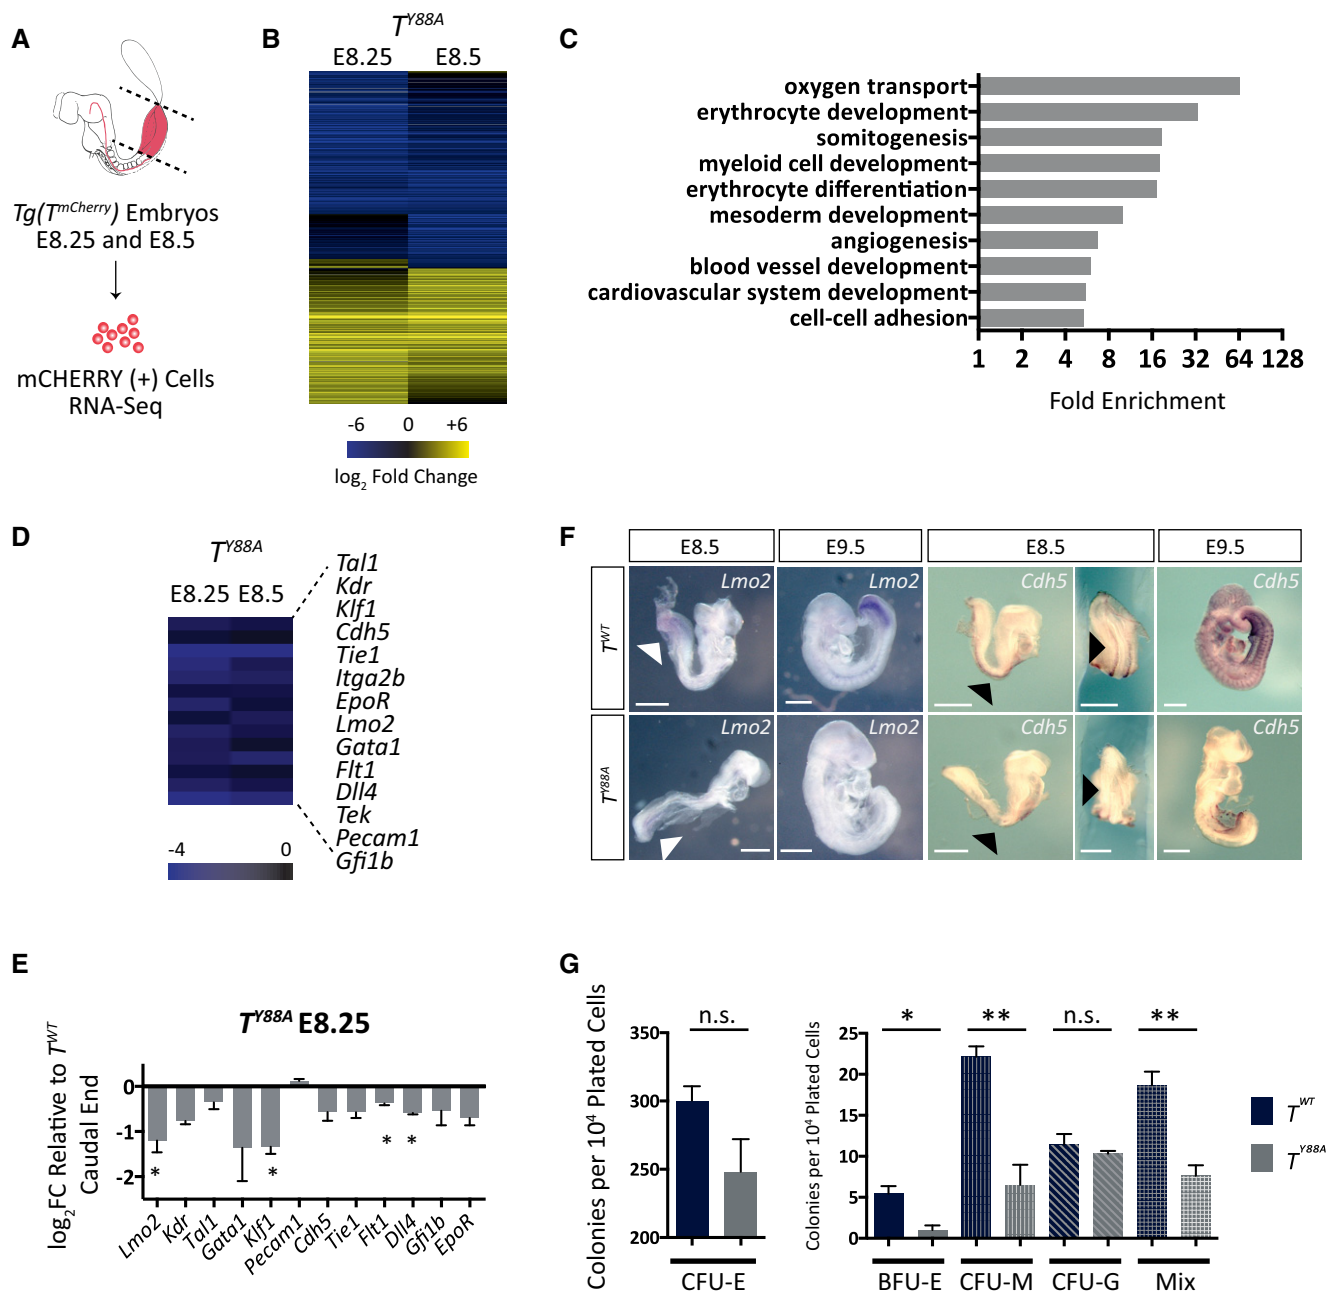 A
Tg(T^mCherry) Embryos
E8.25 and E8.5
mCHERRY (+) Cells
RNA-Seq
B
T^Y88A
E8.25 E8.5
-6 0 +6
log2 Fold Change
C
oxygen transport
erythrocyte development
somitogenesis
myeloid cell development
erythrocyte differentiation
mesoderm development
angiogenesis
blood vessel development
cardiovascular system development
cell-cell adhesion
1 2 4 8 16 32 64 128
Fold Enrichment
D
T^Y88A
E8.25 E8.5
Tal1
Kdr
Klf1
Cdh5
Tie1
Itga2b
EpoR
Lmo2
Gata1
Flt1
Dll4
Tek
Pecam1
Gfi1b
-4 0
E
T^Y88A E8.25
log2FC Relative to T^WT
Caudal End
0
-1
-2
* * * *
Lmo2 Kdr Tal1 Gata1 Klf1 Pecam1 Cdh5 Tie1 Flt1 Dll4 Gfi1b EpoR
F
E8.5 E9.5 E8.5 E9.5
T^WT
Lmo2 Lmo2 Cdh5 Cdh5
T^Y88A
Lmo2 Lmo2 Cdh5 Cdh5
G
Colonies per 10^4 Plated Cells
350
300
250
200
n.s.
CFU-E
Colonies per 10^4 Plated Cells
25
20
15
10
5
0
* ** n.s. **
BFU-E CFU-M CFU-G Mix
T^WT
T^Y88A